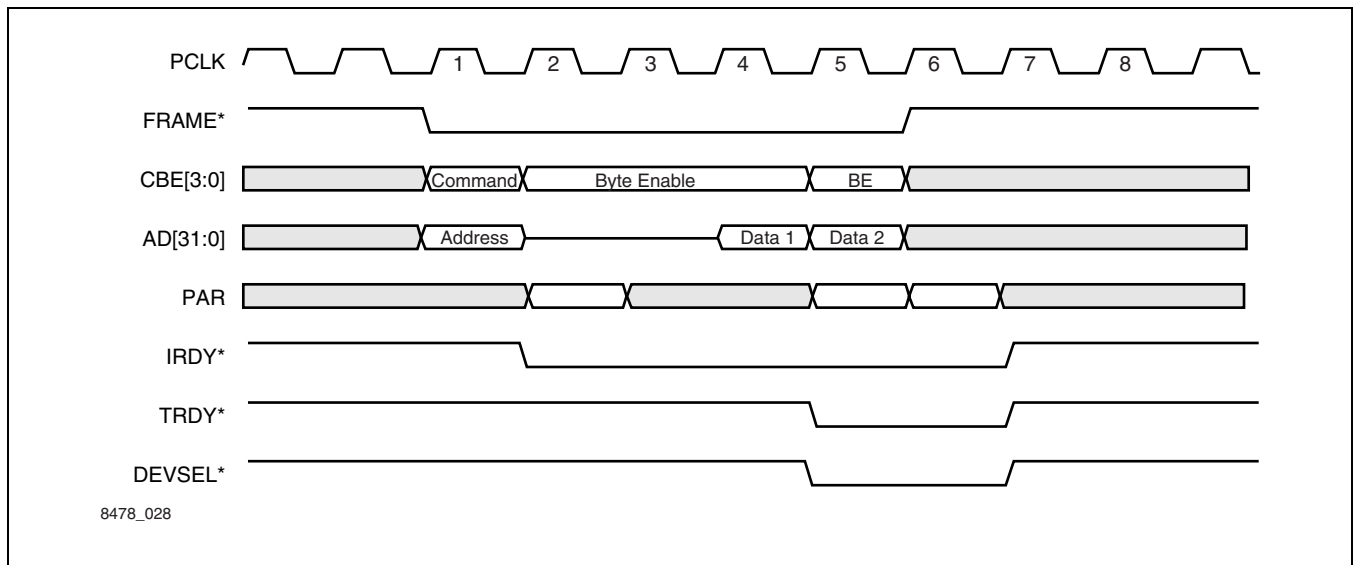 PCLK 1 2 3 4 5 6 7 8
FRAME*
CBE[3:0] Command Byte Enable BE
AD[31:0] Address Data 1 Data 2
PAR
IRDY*
TRDY*
DEVSEL*
8478_028